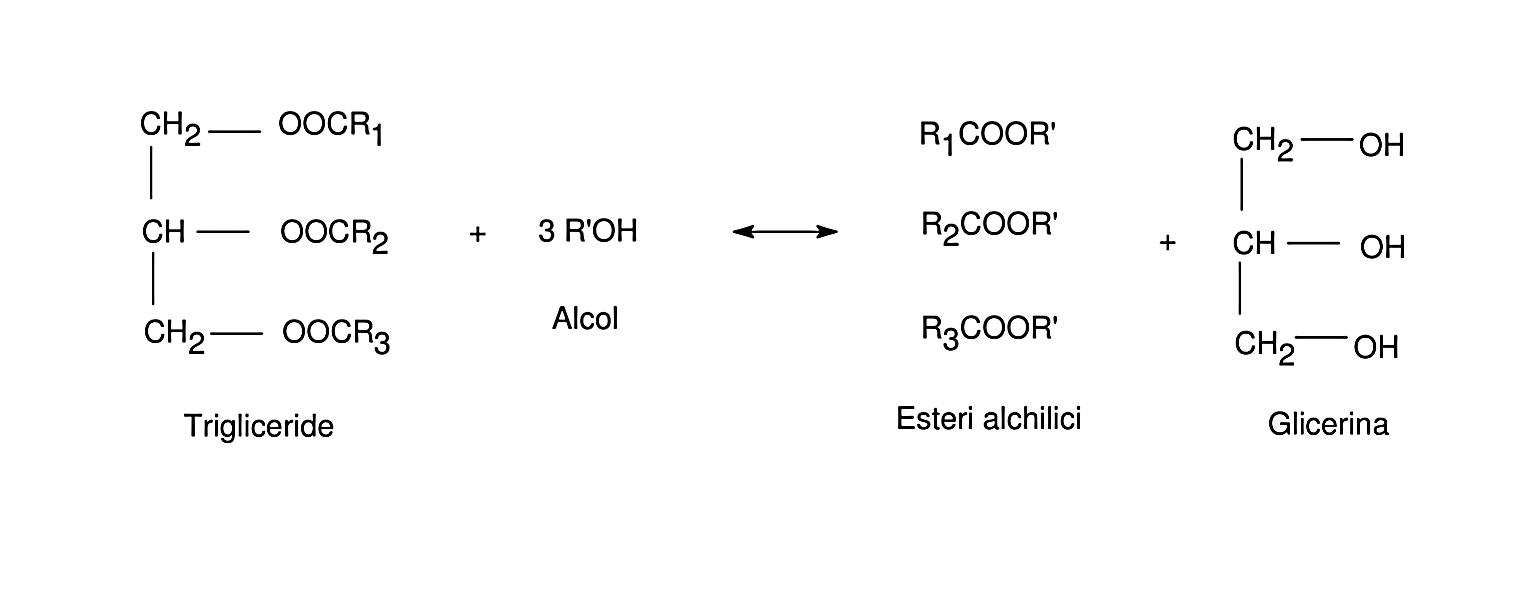 CH2 — OOCR1
CH — OOCR2
CH2 — OOCR3
Trigliceride
+
3 R'OH
Alcol
R1COOR'
R2COOR'
R3COOR'
Esteri alchilici
+
CH2 — OH
CH — OH
CH2 — OH
Glicerina